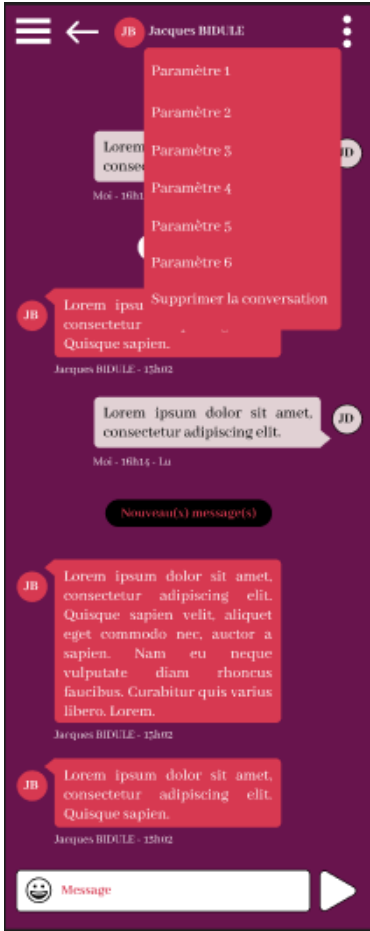 JB Jacques BIDULE
Paramètre 1
Paramètre 2
Paramètre 3
Paramètre 4
Paramètre 5
Paramètre 6
Supprimer la conversation
Lorem
JD
Moi - 16h1
JB
Lorem ipsu
consectetur
Quisque sapien.
Jacques BIDULE - 15h02
Lorem ipsum dolor sit amet,
consectetur adipiscing elit.
JD
Moi - 16h14 - Lu
Nouveau(x) message(s)
JB
Lorem ipsum dolor sit amet,
consectetur adipiscing elit.
Quisque sapien velit, aliquet
eget commodo nec, auctor a
sapien. Nam eu neque
vulputate diam rhoncus
faucibus. Curabitur quis varius
libero. Lorem.
Jacques BIDULE - 15h02
JB
Lorem ipsum dolor sit amet,
consectetur adipiscing elit.
Quisque sapien.
Jacques BIDULE - 15h02
Message